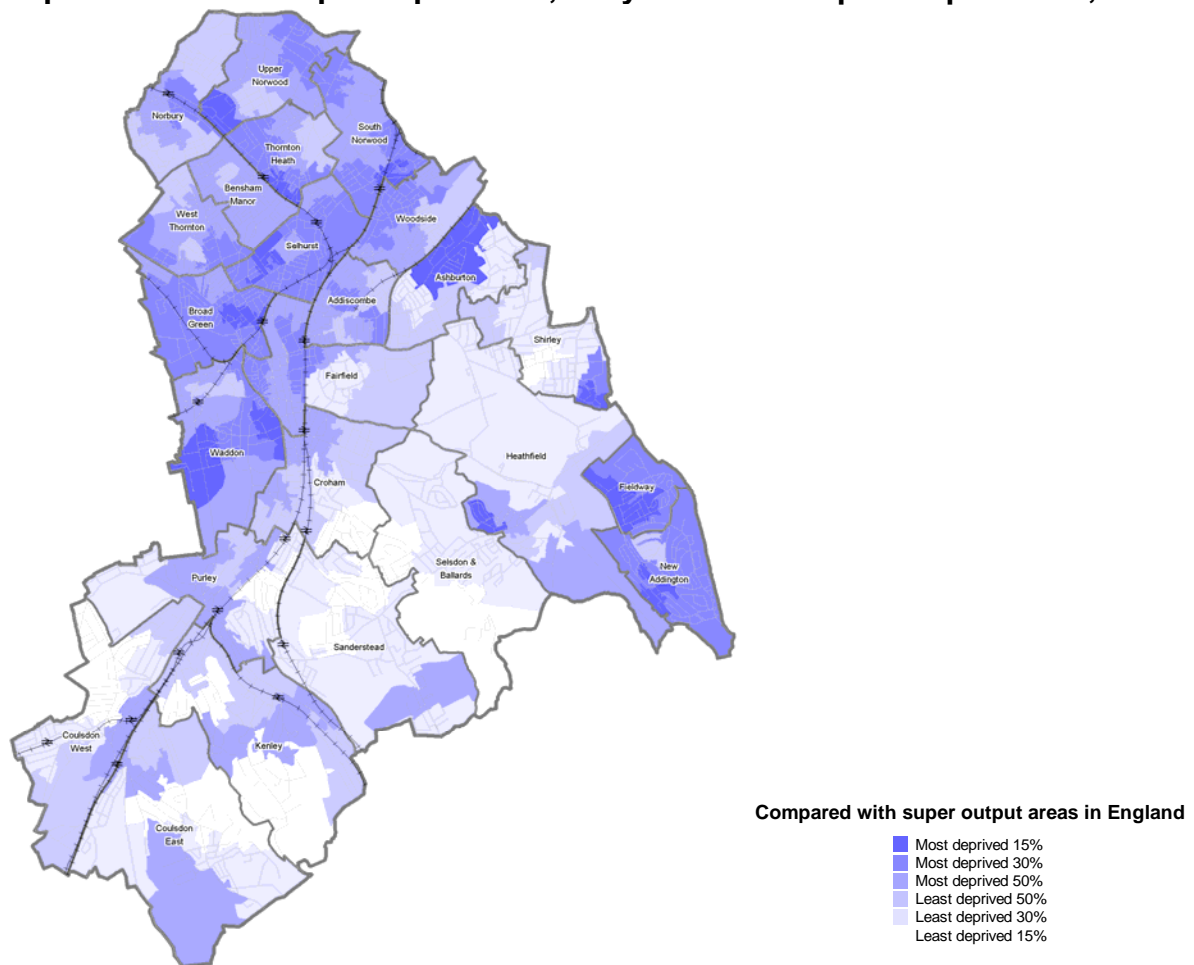 Upper
Norwood
Norbury
South
Norwood
Thornton
Heath
Bensham
Manor
West
Thornton
Woodside
Selhurst
Ashburton
Addiscombe
Broad
Green
Shirley
Fairfield
Waddon
Heathfield
Croham
Fieldway
Selsdon &
Ballards
New
Addington
Purley
Sanderstead
Coulsdon
West
Kenley
Coulsdon
East
Compared with super output areas in England
Most deprived 15%
Most deprived 30%
Most deprived 50%
Least deprived 50%
Least deprived 30%
Least deprived 15%